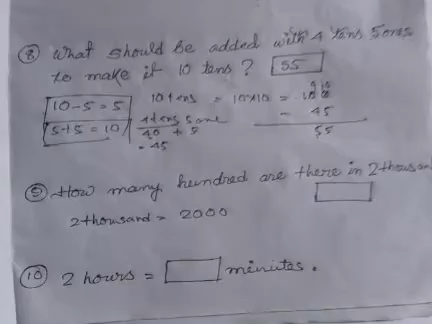 ⑧ What should be added with 4 tens 5 ones
to make it 10 tens? 55
10-5=5
5+5=10
10 tens = 10×10 = 100
4 tens 5 one
40 + 5
= 45
- 45
55
⑨ How many hundred are there in 2 thousan
2 thousand = 2000
⑩ 2 hours = minutes.